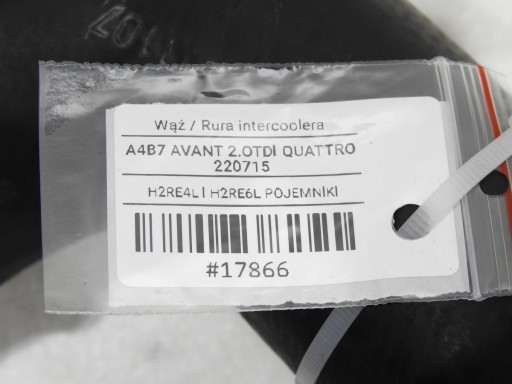 Wąż / Rura intercoolera
A4B7 AVANT 2.0TDI QUATTRO
220715
H2RE4L I H2RE6L POJEMNIKI
#17866